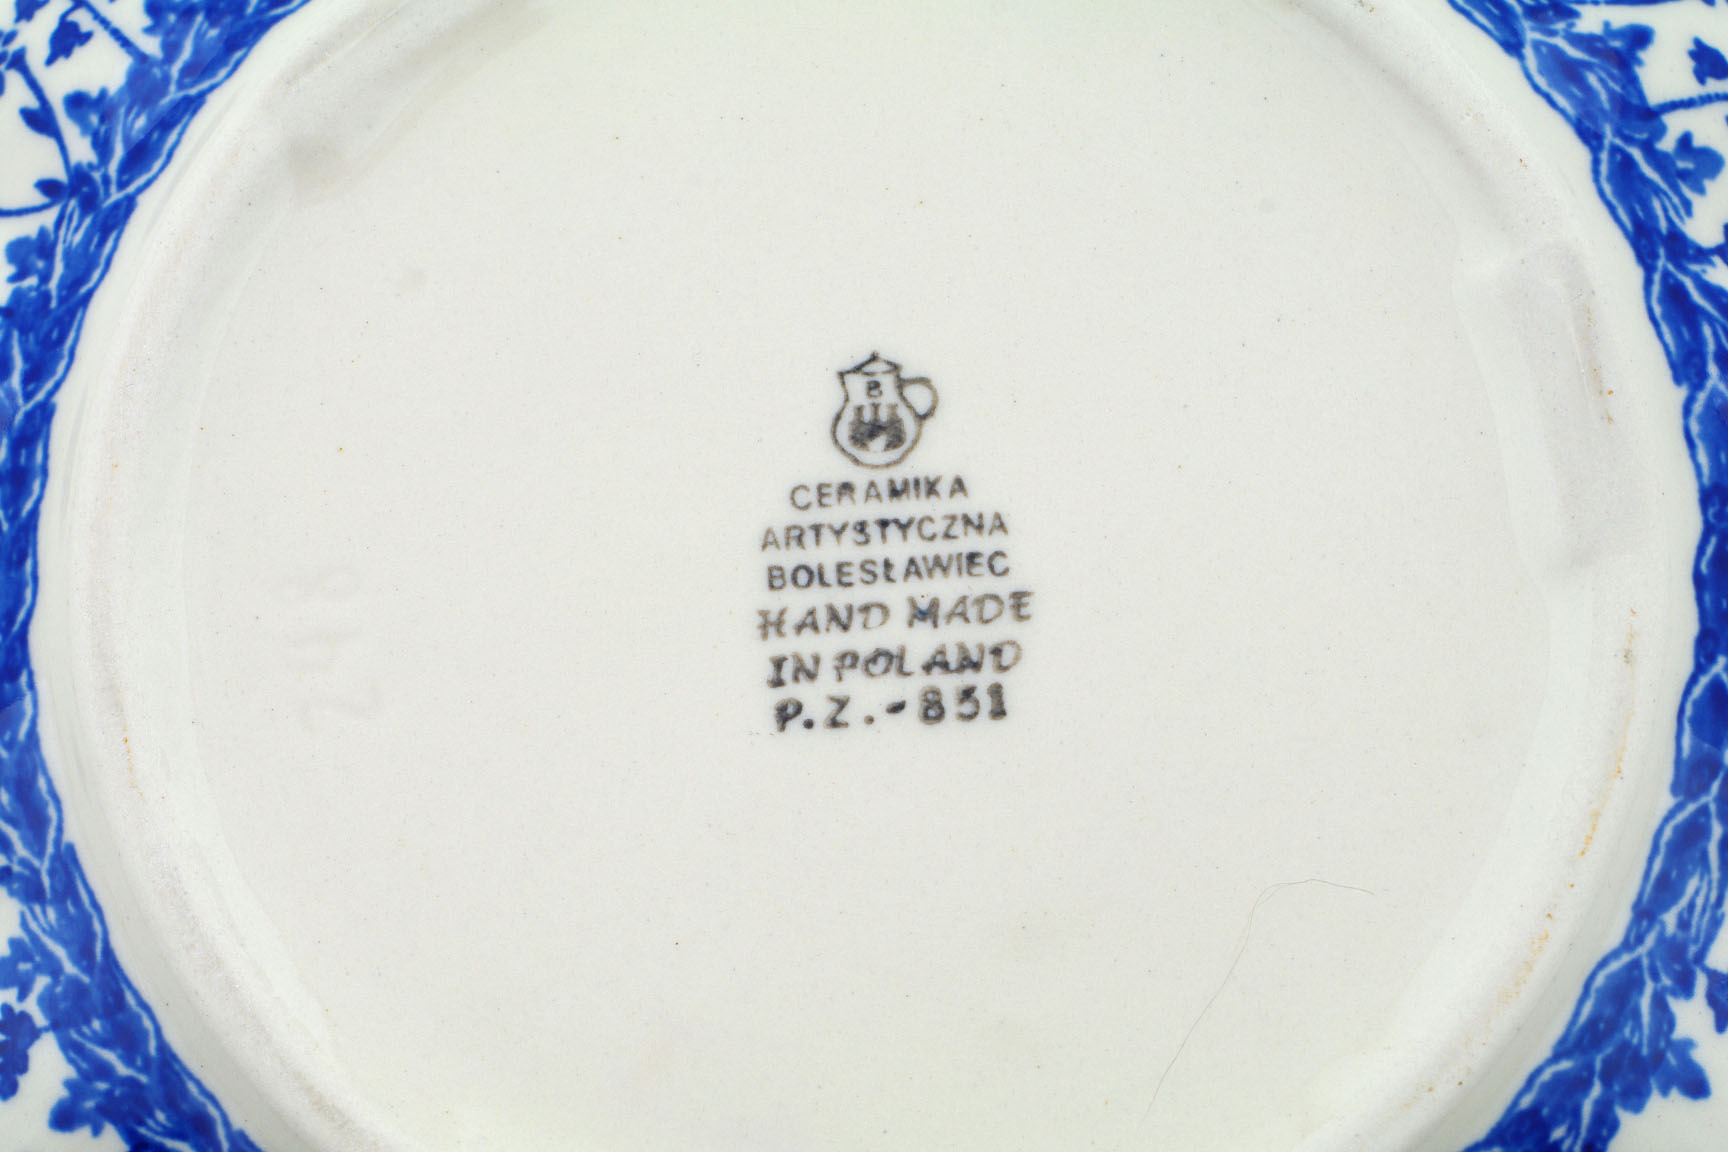 B
CERAMIKA
ARTYSTYCZNA
BOLESŁAWIEC
HAND MADE
IN POLAND
P.Z.-851